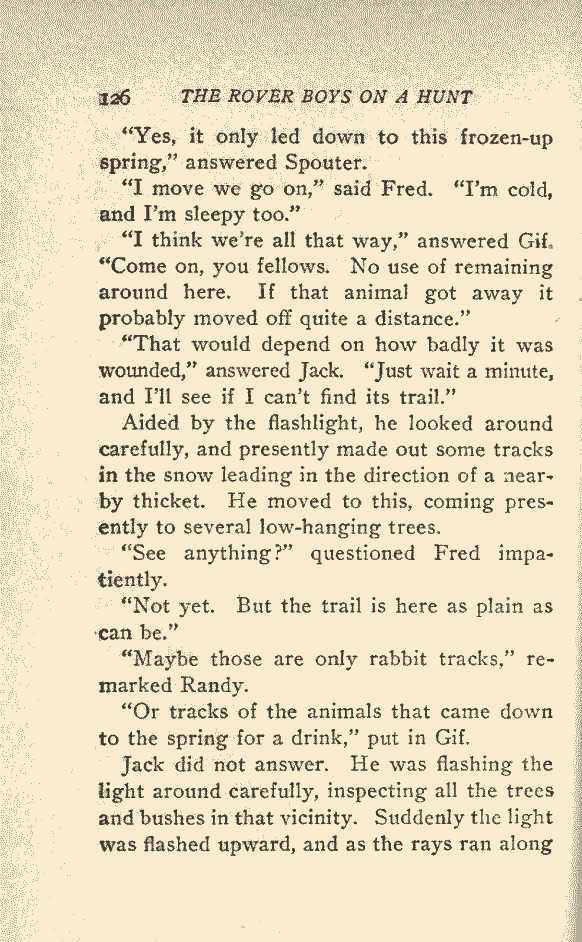 126 THE ROVER BOYS ON A HUNT
“Yes, it only led down to this frozen-up
spring,” answered Spouter.
“I move we go on,” said Fred. “I’m cold,
and I’m sleepy too.”
“I think we’re all that way,” answered Gif.
“Come on, you fellows. No use of remaining
around here. If that animal got away it
probably moved off quite a distance.”
“That would depend on how badly it was
wounded,” answered Jack. “Just wait a minute,
and I’ll see if I can’t find its trail.”
Aided by the flashlight, he looked around
carefully, and presently made out some tracks
in the snow leading in the direction of a near-
by thicket. He moved to this, coming pres-
ently to several low-hanging trees.
“See anything?” questioned Fred impa-
tiently.
“Not yet. But the trail is here as plain as
can be.”
“Maybe those are only rabbit tracks,” re-
marked Randy.
“Or tracks of the animals that came down
to the spring for a drink,” put in Gif.
Jack did not answer. He was flashing the
light around carefully, inspecting all the trees
and bushes in that vicinity. Suddenly the light
was flashed upward, and as the rays ran along